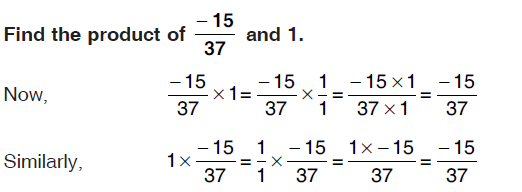 Find the product of -15/37 and 1.
Now, -15/37 × 1 = -15/37 × 1/1 = -15 × 1/37 × 1 = -15/37
Similarly, 1 × -15/37 = 1/1 × -15/37 = 1 × -15/37 = -15/37